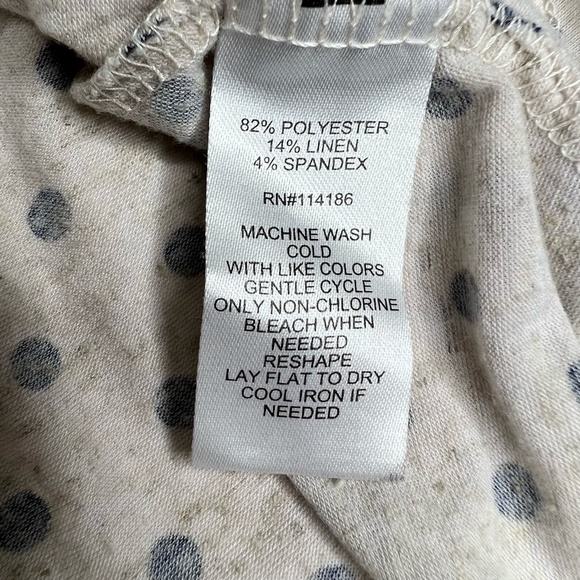 82% POLYESTER
14% LINEN
4% SPANDEX
RN#114186
MACHINE WASH
COLD
WITH LIKE COLORS
GENTLE CYCLE
ONLY NON-CHLORINE
BLEACH WHEN
NEEDED
RESHAPE
LAY FLAT TO DRY
COOL IRON IF
NEEDED